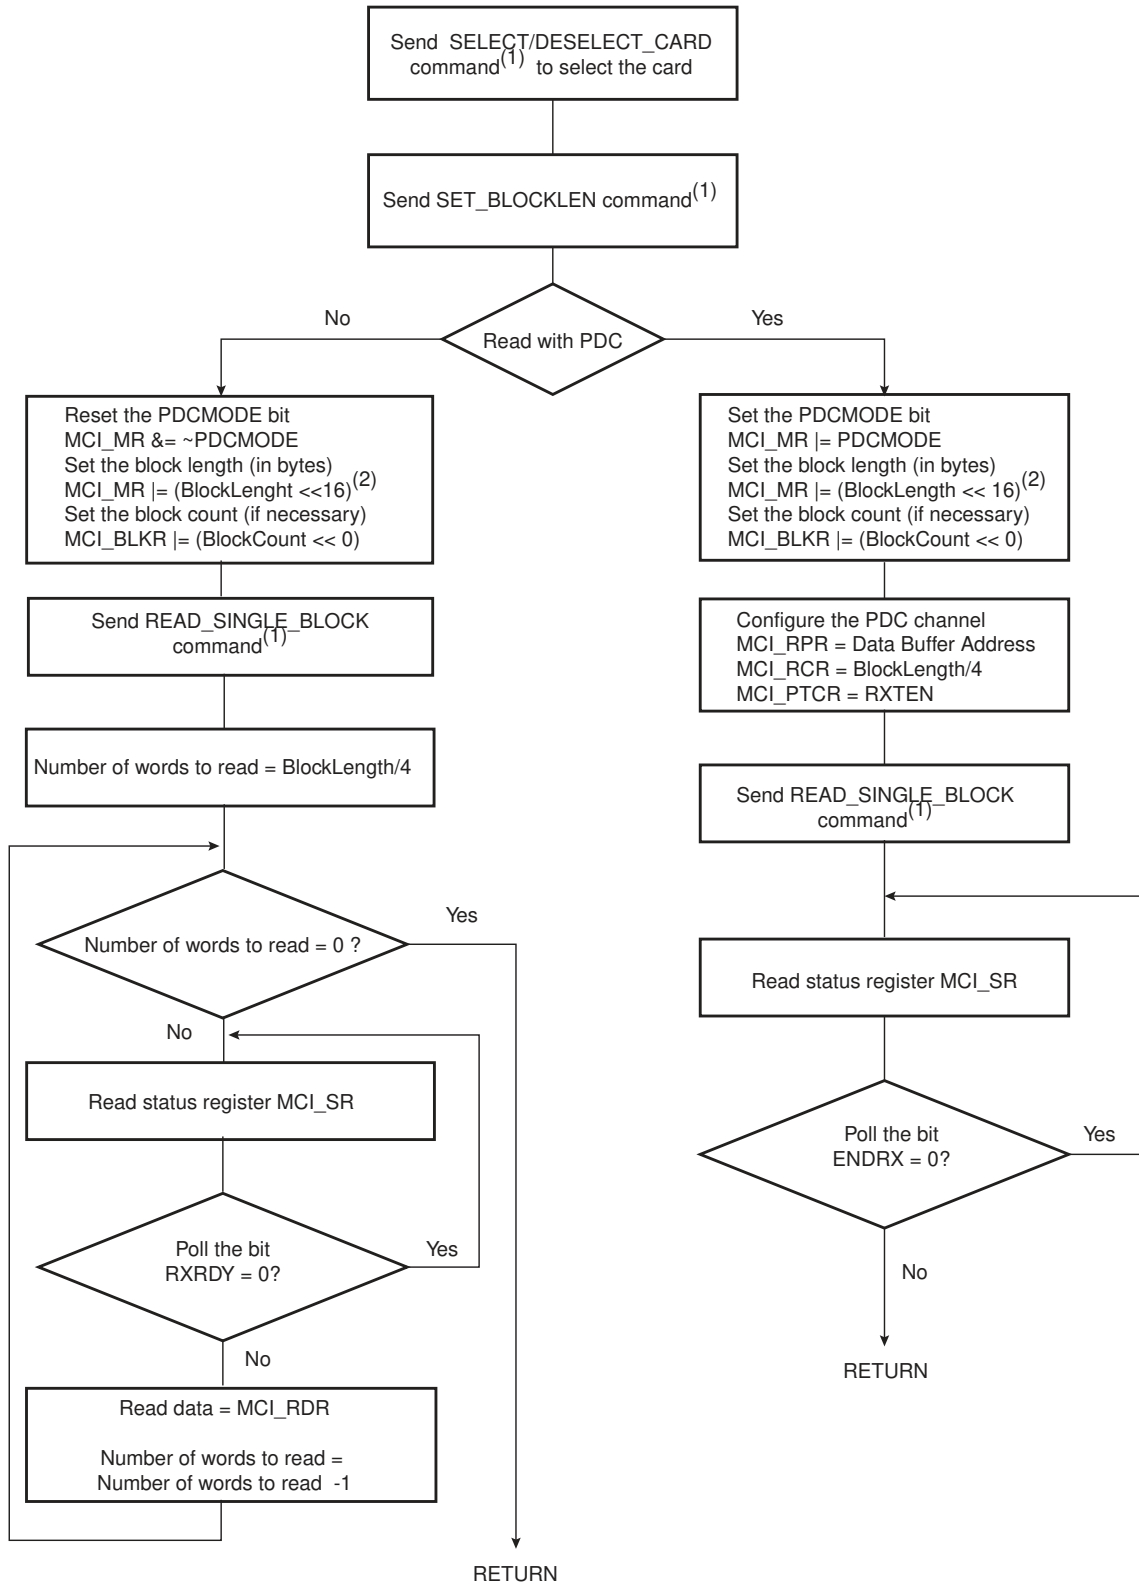 Send SELECT/DESELECT_CARD
command(1) to select the card
Send SET_BLOCKLEN command(1)
No
Read with PDC
Yes
Reset the PDCMODE bit
MCI_MR &= ~PDCMODE
Set the block length (in bytes)
MCI_MR |= (BlockLenght <<16)(2)
Set the block count (if necessary)
MCI_BLKR |= (BlockCount << 0)
Send READ_SINGLE_BLOCK
command(1)
Number of words to read = BlockLength/4
Number of words to read = 0 ?
Yes
No
Read status register MCI_SR
Poll the bit
RXRDY = 0?
Yes
No
Read data = MCI_RDR
Number of words to read =
Number of words to read -1
RETURN
Set the PDCMODE bit
MCI_MR |= PDCMODE
Set the block length (in bytes)
MCI_MR |= (BlockLength << 16)(2)
Set the block count (if necessary)
MCI_BLKR |= (BlockCount << 0)
Configure the PDC channel
MCI_RPR = Data Buffer Address
MCI_RCR = BlockLength/4
MCI_PTCR = RXTEN
Send READ_SINGLE_BLOCK
command(1)
Read status register MCI_SR
Poll the bit
ENDRX = 0?
Yes
No
RETURN